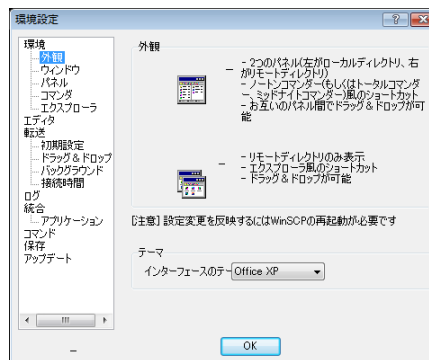 環境設定
環境
外観
ウィンドウ
パネル
コマンダ
エクスプローラ
エディタ
転送
初期設定
ドラッグ＆ドロップ
バックグラウンド
接続時間
ログ
統合
アプリケーション
コマンド
保存
アップデート
外観
- 2つのパネル(左がローカルディレクトリ、右
がリモートディレクトリ)
- ノートンコマンダー(もしくはトータルコマンダ
ー、ミッドナイトコマンダー)風のショートカット
- お互いのパネル間でドラッグ＆ドロップが可
能
- リモートディレクトリのみ表示
- エクスプローラ風のショートカット
- ドラッグ＆ドロップが可能
[注意] 設定変更を反映するにはWinSCPの再起動が必要です
テーマ
インターフェースのテー Office XP
OK